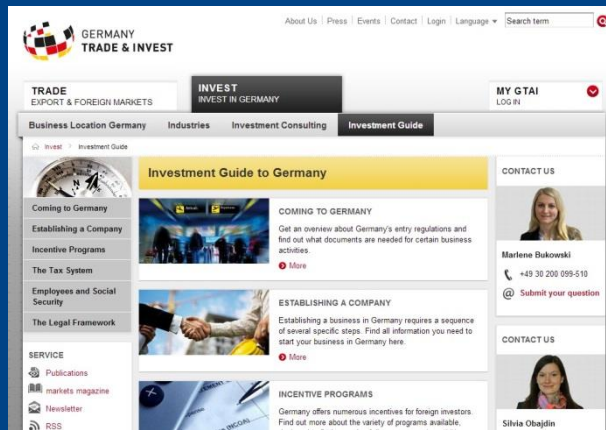 GERMANY
TRADE & INVEST
About Us | Press | Events | Contact | Login | Language
Search term
TRADE
EXPORT & FOREIGN MARKETS
INVEST
INVEST IN GERMANY
MY GTAI
LOG IN
Business Location Germany
Industries
Investment Consulting
Investment Guide
Invest
Investment Guide
Coming to Germany
Establishing a Company
Incentive Programs
The Tax System
Employees and Social
Security
The Legal Framework
SERVICE
Publications
markets magazine
Newsletter
RSS
Investment Guide to Germany
COMING TO GERMANY
Get an overview about Germany's entry regulations and
find out what documents are needed for certain business
activities.
More
ESTABLISHING A COMPANY
Establishing a business in Germany requires a sequence
of several specific steps. Find all information you need to
start your business in Germany here.
More
INCENTIVE PROGRAMS
Germany offers numerous incentives for foreign investors.
Find out more about the variety of programs available,
CONTACT US
Marlene Bukowski
+49 30 200 099-510
@ Submit your question
CONTACT US
Silvia Obajdin